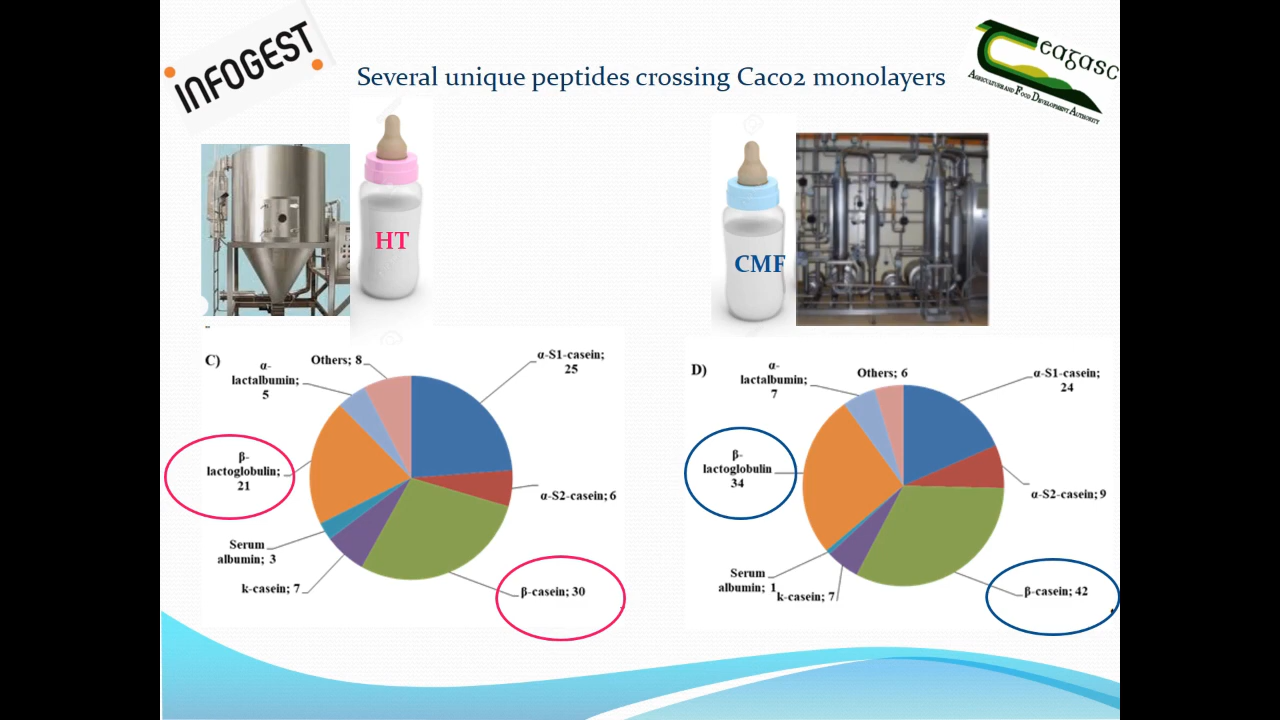 INFOGEST
Several unique peptides crossing Caco2 monolayers
eagasc
AGRICULTURE AND FOOD DEVELOPMENT AUTHORITY
HT
CMF
C)
α-
lactalbumin;
5
Others; 8
α-S1-casein;
25
β-
lactoglobulin;
21
α-S2-casein; 6
Serum
albumin; 3
k-casein; 7
β-casein; 30
D)
α-
lactalbumin;
7
Others; 6
α-S1-casein;
24
β-
lactoglobulin
34
α-S2-casein; 9
Serum
albumin; 1
k-casein; 7
β-casein; 42